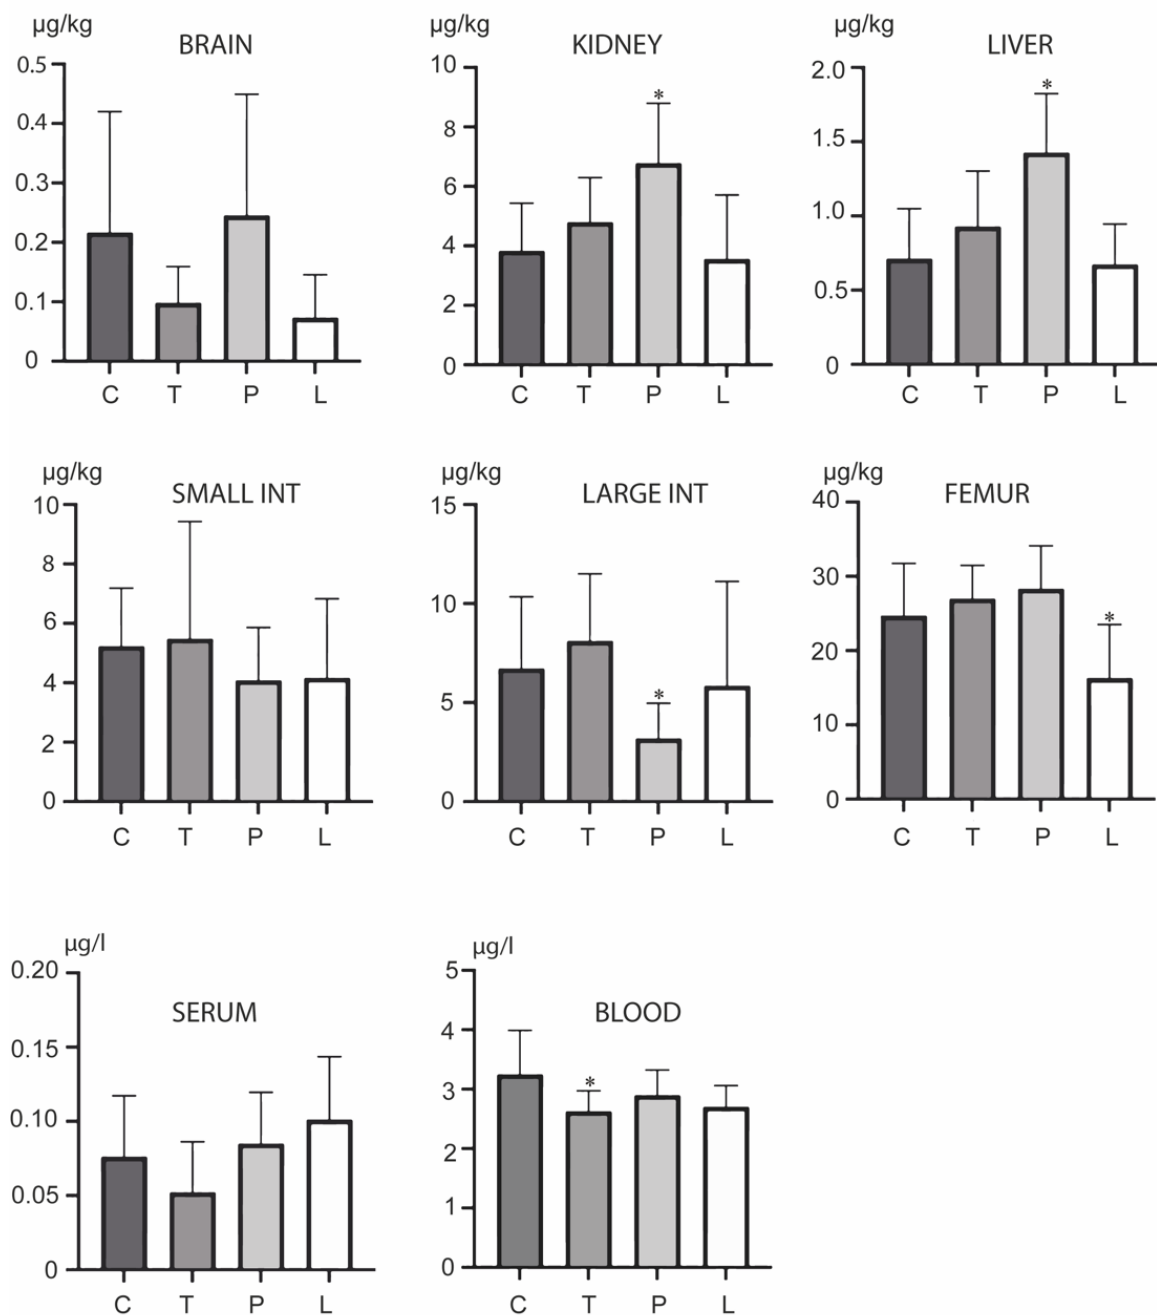 µg/kg
BRAIN
0.5
0.4
0.3
0.2
0.1
0
C T P L
µg/kg
KIDNEY
10
8
6
4
2
0
*
C T P L
µg/kg
LIVER
2.0
1.5
1.0
0.5
0
*
C T P L
µg/kg
SMALL INT
10
8
6
4
2
0
C T P L
µg/kg
LARGE INT
15
10
5
0
*
C T P L
µg/kg
FEMUR
40
30
20
10
0
*
C T P L
µg/l
SERUM
0.20
0.15
0.10
0.05
0
C T P L
µg/l
BLOOD
5
4
3
2
1
0
*
C T P L